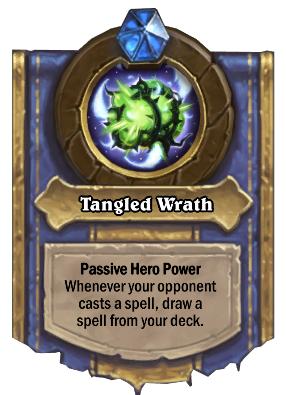 Tangled Wrath
Passive Hero Power
Whenever your opponent
casts a spell, draw a
spell from your deck.